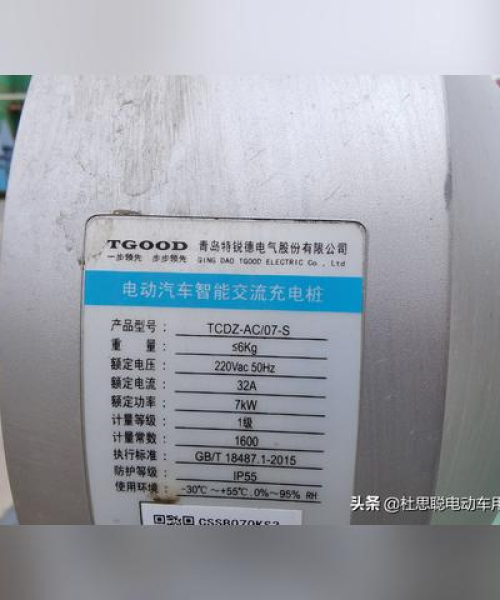 TGOOD 青岛特锐德电气股份有限公司
一步领先 步步领先 QING DAO TGOOD ELECTRIC Co., Ltd
电动汽车智能交流充电桩
产品型号: TCDZ-AC/07-S
重 量: ≤6Kg
额定电压: 220Vac 50Hz
额定电流: 32A
额定功率: 7kW
计量等级: 1级
计量常数: 1600
执行标准: GB/T 18487.1-2015
防护等级: IP55
使用环境: -30℃~+55℃ 0%~95% RH
头条 @杜思聪电动车用